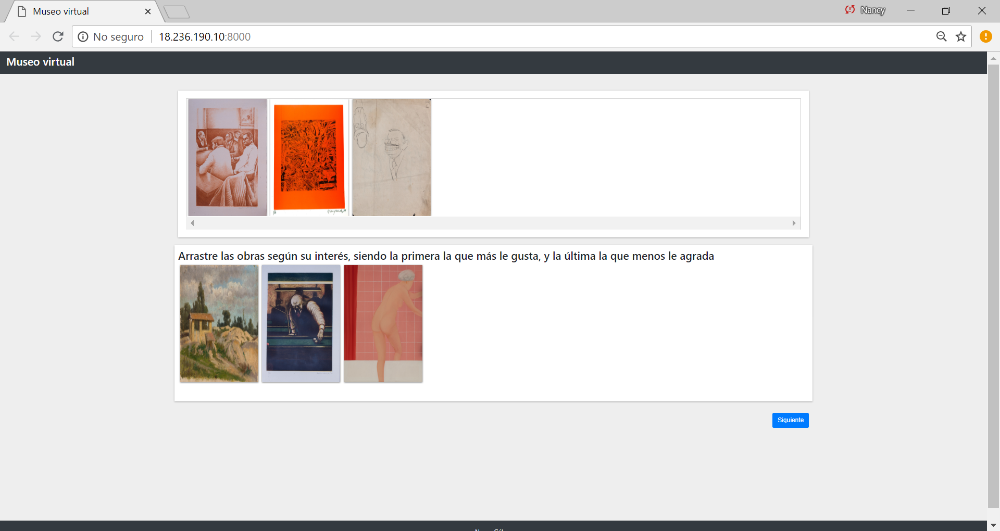 Museo virtual
Nancy
No seguro
18.236.190.10:8000
Museo virtual
Arrastre las obras según su interés, siendo la primera la que más le gusta, y la última la que menos le agrada
Siguiente